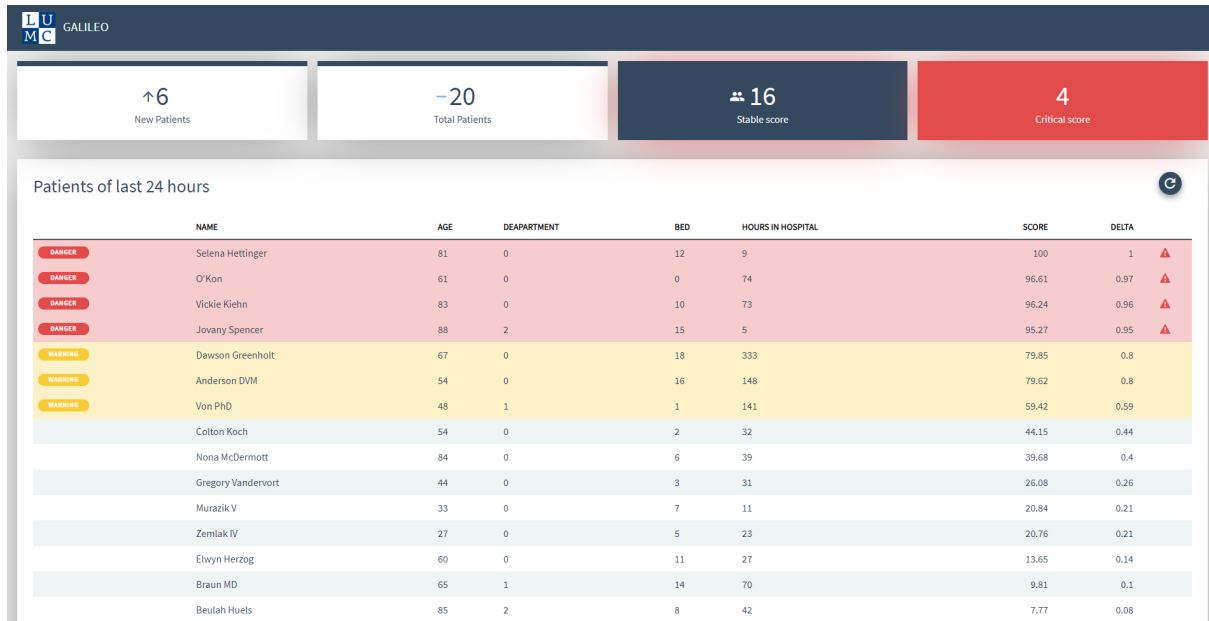 L U
M C
GALILEO
↑6
New Patients
−20
Total Patients
16
Stable score
4
Critical score
Patients of last 24 hours
NAME AGE DEAPARTMENT BED HOURS IN HOSPITAL SCORE DELTA
DANGER Selena Hettinger 81 0 12 9 100 1
DANGER O'Kon 61 0 0 74 96.61 0.97
DANGER Vickie Kiehn 83 0 10 73 96.24 0.96
DANGER Jovany Spencer 88 2 15 5 95.27 0.95
WARNING Dawson Greenholt 67 0 18 333 79.85 0.8
WARNING Anderson DVM 54 0 16 148 79.62 0.8
WARNING Von PhD 48 1 1 141 59.42 0.59
Colton Koch 54 0 2 32 44.15 0.44
Nona McDermott 84 0 6 39 39.68 0.4
Gregory Vandervort 44 0 3 31 26.08 0.26
Murazik V 33 0 7 11 20.84 0.21
Zemlak IV 27 0 5 23 20.76 0.21
Elwyn Herzog 60 0 11 27 13.65 0.14
Braun MD 65 1 14 70 9.81 0.1
Beulah Huels 85 2 8 42 7.77 0.08